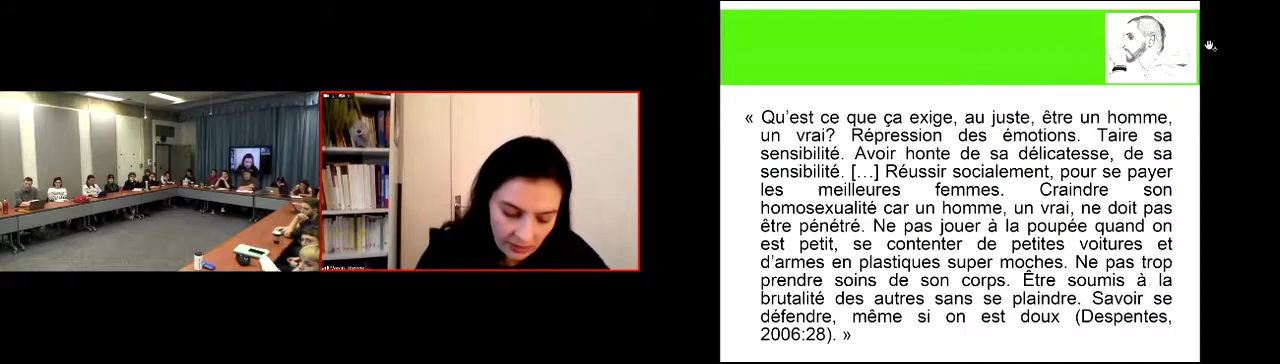 « Qu’est ce que ça exige, au juste, être un homme,
un vrai? Répression des émotions. Taire sa
sensibilité. Avoir honte de sa délicatesse, de sa
sensibilité. […] Réussir socialement, pour se payer
les meilleures femmes. Craindre son
homosexualité car un homme, un vrai, ne doit pas
être pénétré. Ne pas jouer à la poupée quand on
est petit, se contenter de petites voitures et
d’armes en plastiques super moches. Ne pas trop
prendre soins de son corps. Être soumis à la
brutalité des autres sans se plaindre. Savoir se
défendre, même si on est doux (Despentes,
2006:28). »